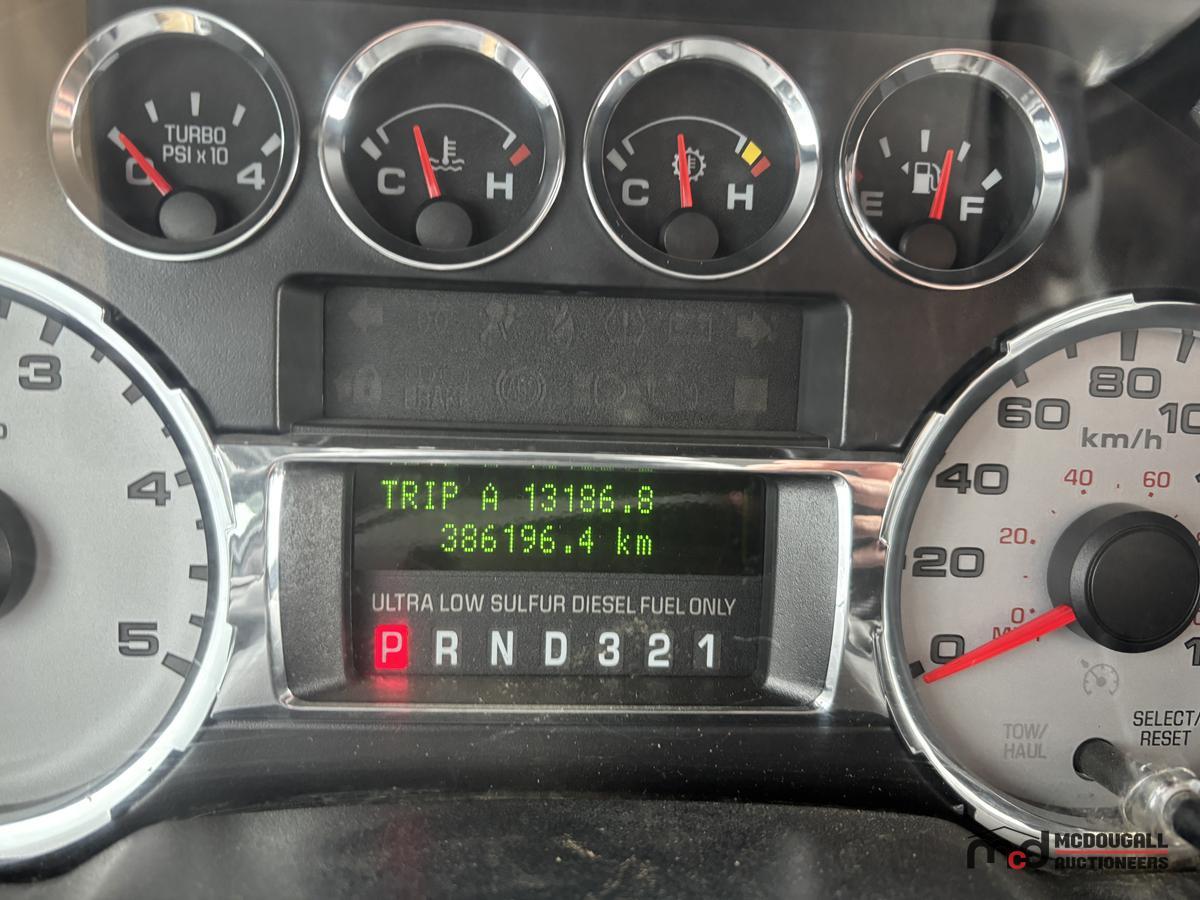 TURBO
PSI x 10
0 4
C H
C H
E F
3
4
5
TRIP A 13186.8
386196.4 km
ULTRA LOW SULFUR DIESEL FUEL ONLY
P R N D 3 2 1
80
60
km/h
40
20
0
40 60
20
0
TOW/
HAUL
SELECT/
RESET
mcd MCDOUGALL
AUCTIONEERS